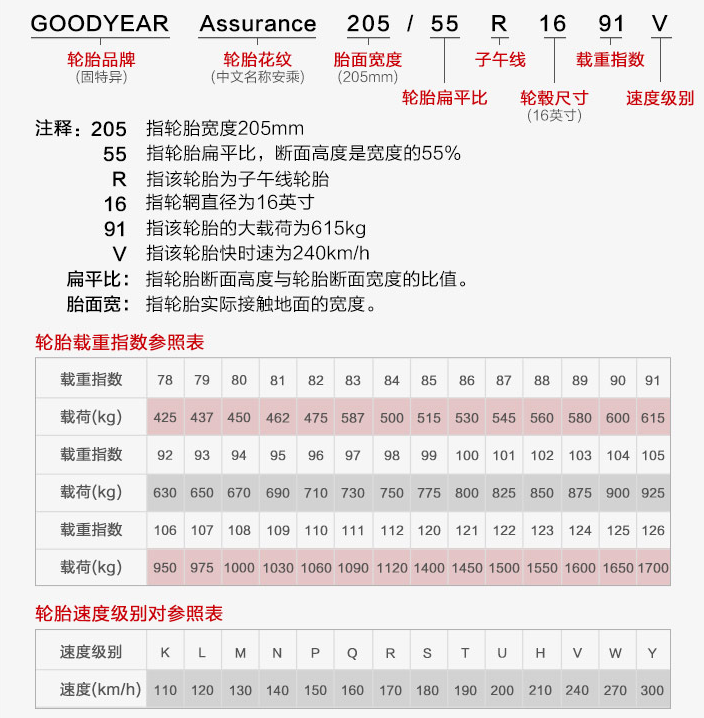 GOODYEAR Assurance 205 / 55 R 16 91 V
轮胎品牌 轮胎花纹 胎面宽度 子午线 载重指数
(固特异) (中文名称安乘) (205mm)
轮胎扁平比 轮毂尺寸 速度级别
(16英寸)
注释: 205 指轮胎宽度205mm
55 指轮胎扁平比，断面高度是宽度的55%
R 指该轮胎为子午线轮胎
16 指轮辋直径为16英寸
91 指该轮胎的大载荷为615kg
V 指该轮胎快时速为240km/h
扁平比: 指轮胎断面高度与轮胎断面宽度的比值。
胎面宽: 指轮胎实际接触地面的宽度。
轮胎载重指数参照表
载重指数 78 79 80 81 82 83 84 85 86 87 88 89 90 91
载荷(kg) 425 437 450 462 475 587 500 515 530 545 560 580 600 615
载重指数 92 93 94 95 96 97 98 99 100 101 102 103 104 105
载荷(kg) 630 650 670 690 710 730 750 775 800 825 850 875 900 925
载重指数 106 107 108 109 110 111 112 120 121 122 123 124 125 126
载荷(kg) 950 975 1000 1030 1060 1090 1120 1400 1450 1500 1550 1600 1650 1700
轮胎速度级别对参照表
速度级别 K L M N P Q R S T U H V W Y
速度(km/h) 110 120 130 140 150 160 170 180 190 200 210 240 270 300